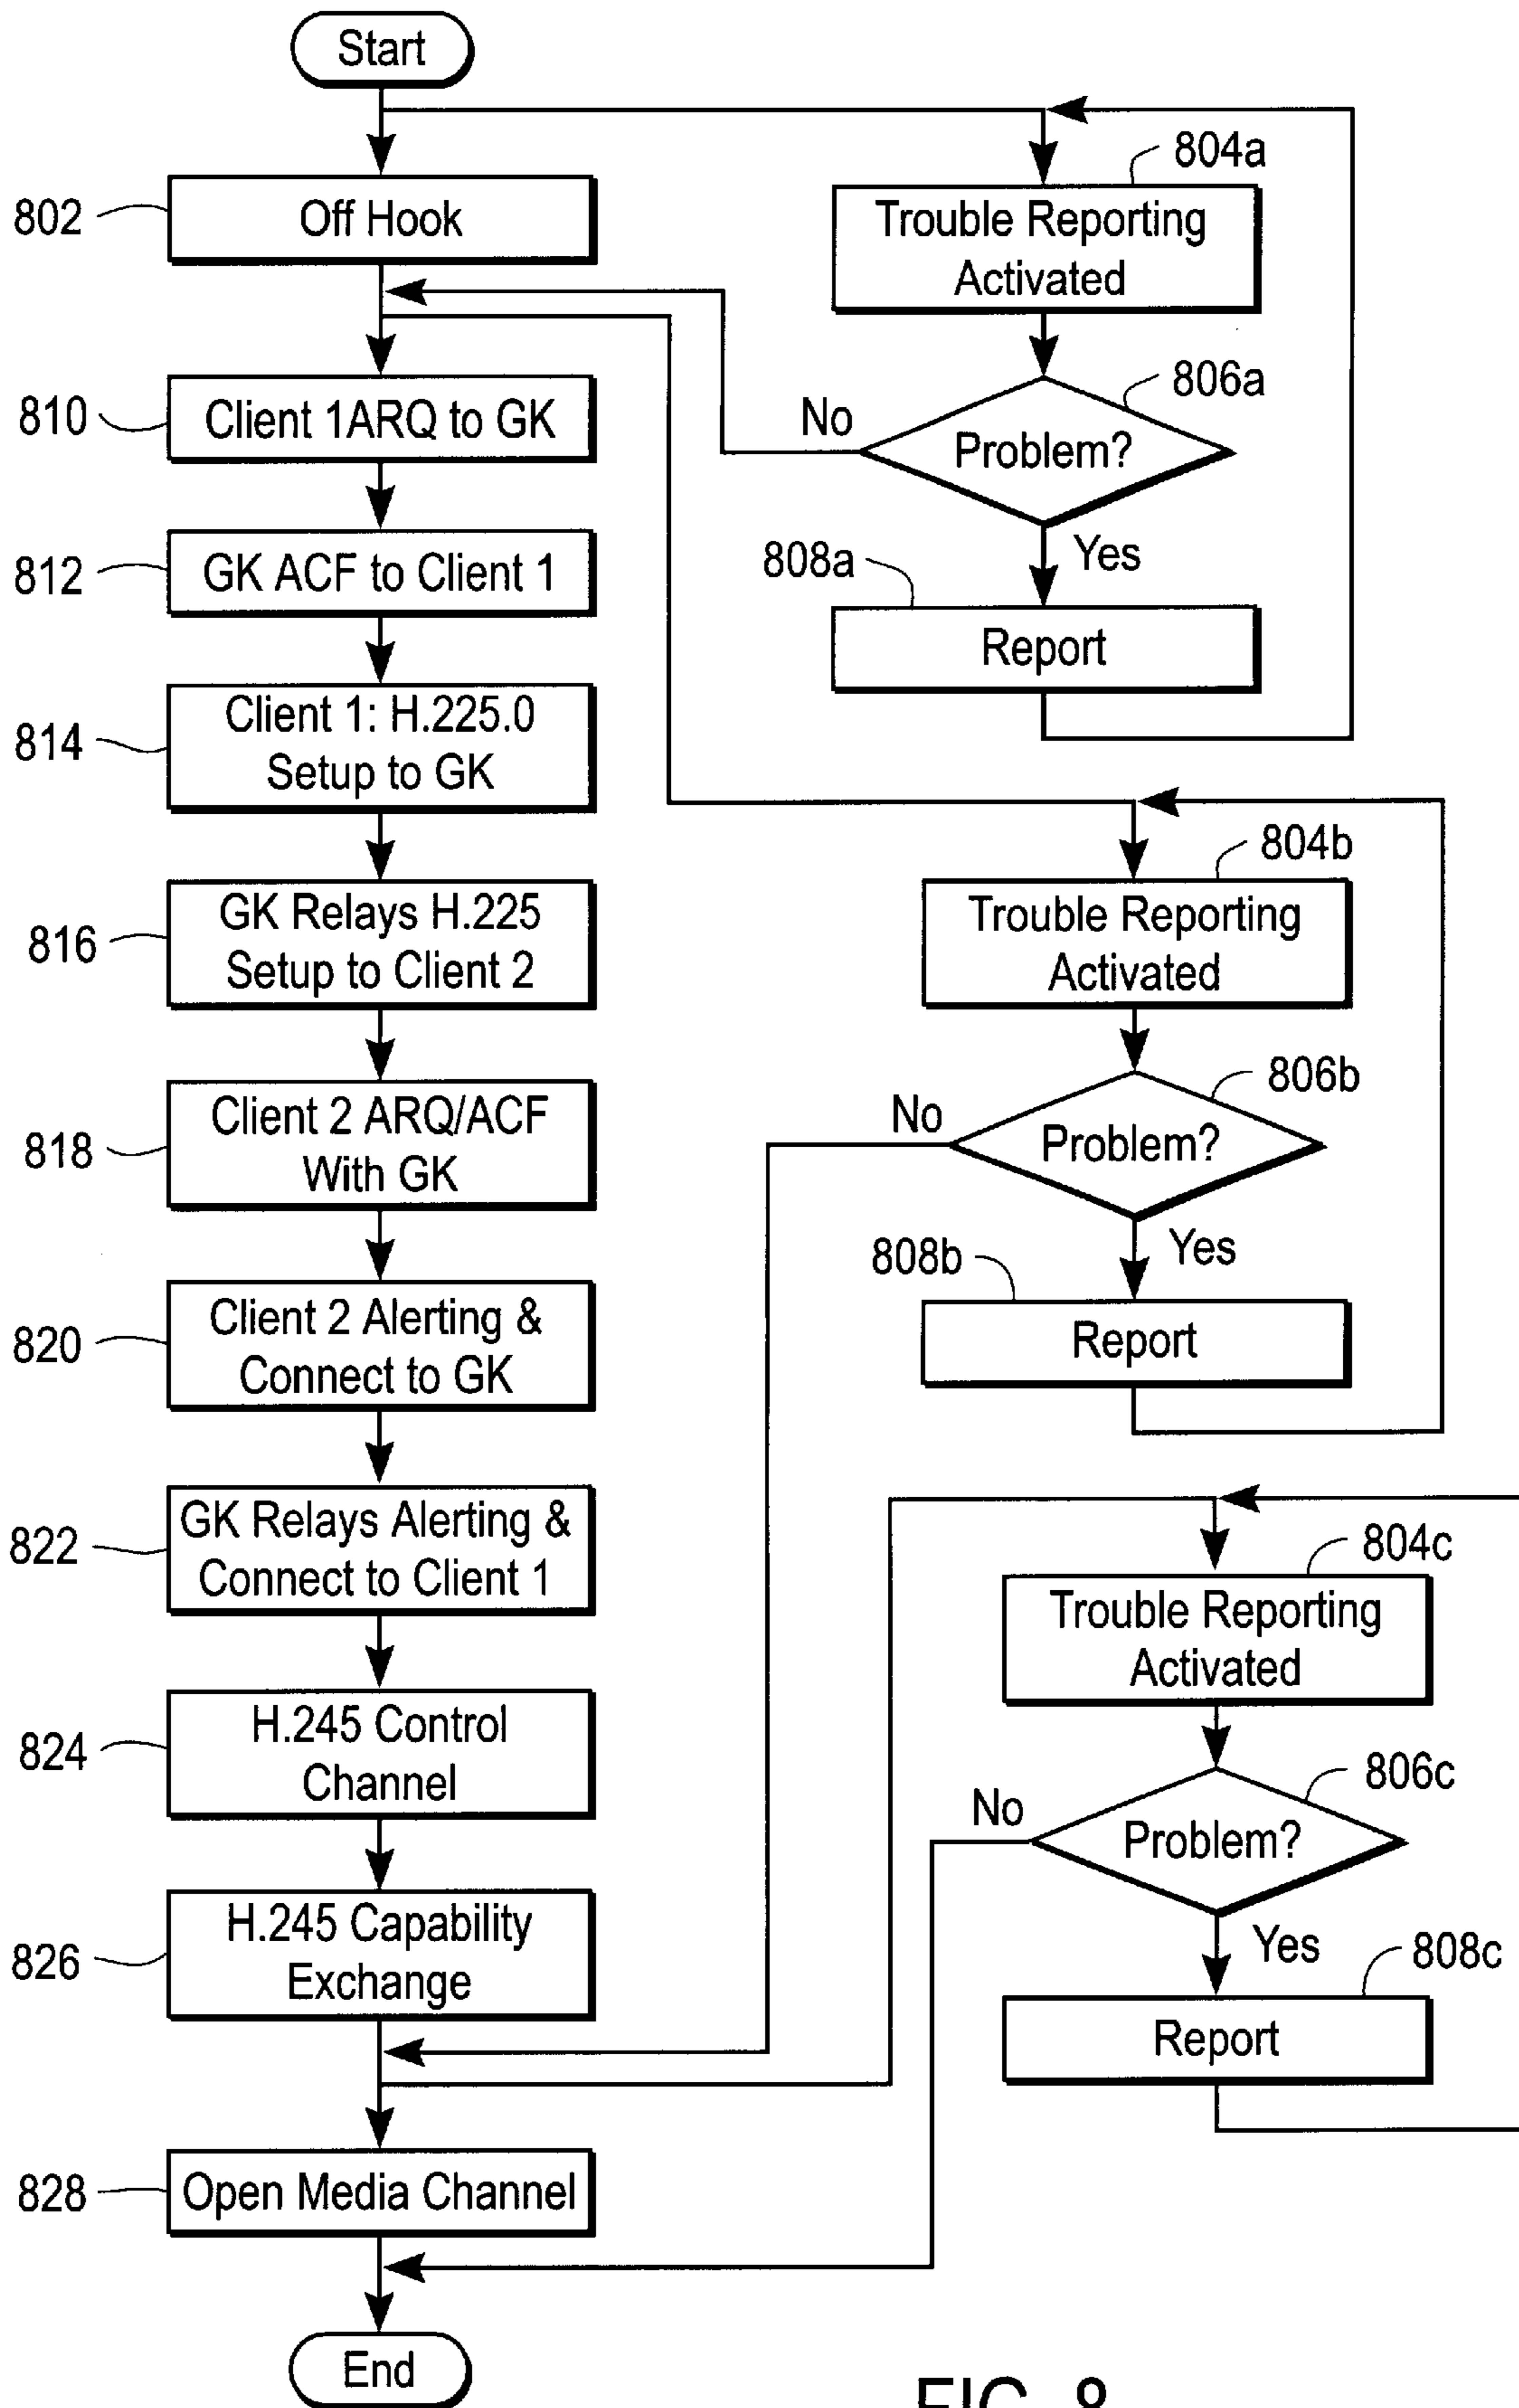 Start
804a
802
Off Hook
Trouble Reporting
Activated
806a
810
Client 1ARQ to GK
No
Problem?
812
GK ACF to Client 1
808a
Yes
Report
814
Client 1: H.225.0
Setup to GK
804b
816
GK Relays H.225
Setup to Client 2
Trouble Reporting
Activated
806b
818
Client 2 ARQ/ACF
With GK
No
Problem?
808b
Yes
820
Client 2 Alerting &
Connect to GK
Report
822
GK Relays Alerting &
Connect to Client 1
804c
Trouble Reporting
Activated
824
H.245 Control
Channel
806c
No
Problem?
826
H.245 Capability
Exchange
Yes
808c
Report
828
Open Media Channel
End
FIG. 8